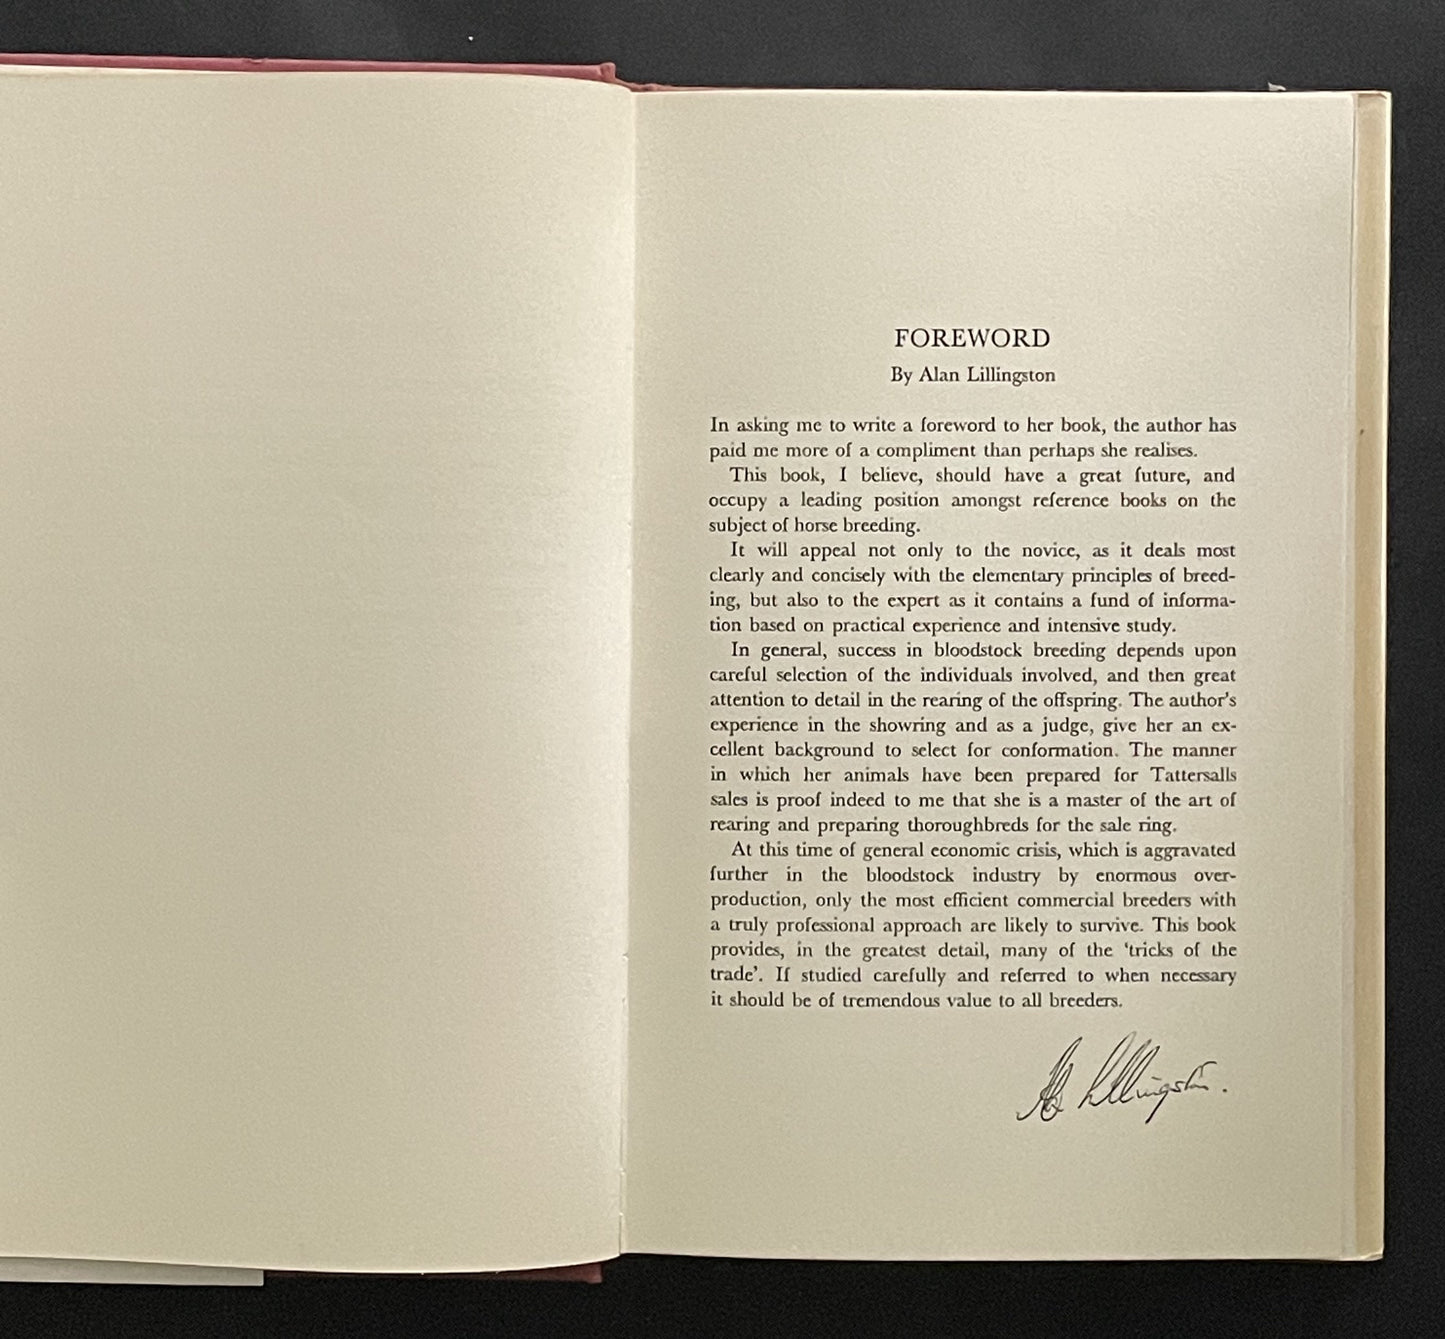 FOREWORD
By Alan Lillingston
In asking me to write a foreword to her book, the author has
paid me more of a compliment than perhaps she realises.
This book, I believe, should have a great future, and
occupy a leading position amongst reference books on the
subject of horse breeding.
It will appeal not only to the novice, as it deals most
clearly and concisely with the elementary principles of breed-
ing, but also to the expert as it contains a fund of informa-
tion based on practical experience and intensive study.
In general, success in bloodstock breeding depends upon
careful selection of the individuals involved, and then great
attention to detail in the rearing of the offspring. The author's
experience in the showring and as a judge, give her an ex-
cellent background to select for conformation. The manner
in which her animals have been prepared for Tattersalls
sales is proof indeed to me that she is a master of the art of
rearing and preparing thoroughbreds for the sale ring.
At this time of general economic crisis, which is aggravated
further in the bloodstock industry by enormous over-
production, only the most efficient commercial breeders with
a truly professional approach are likely to survive. This book
provides, in the greatest detail, many of the 'tricks of the
trade'. If studied carefully and referred to when necessary
it should be of tremendous value to all breeders.
Lillingston.